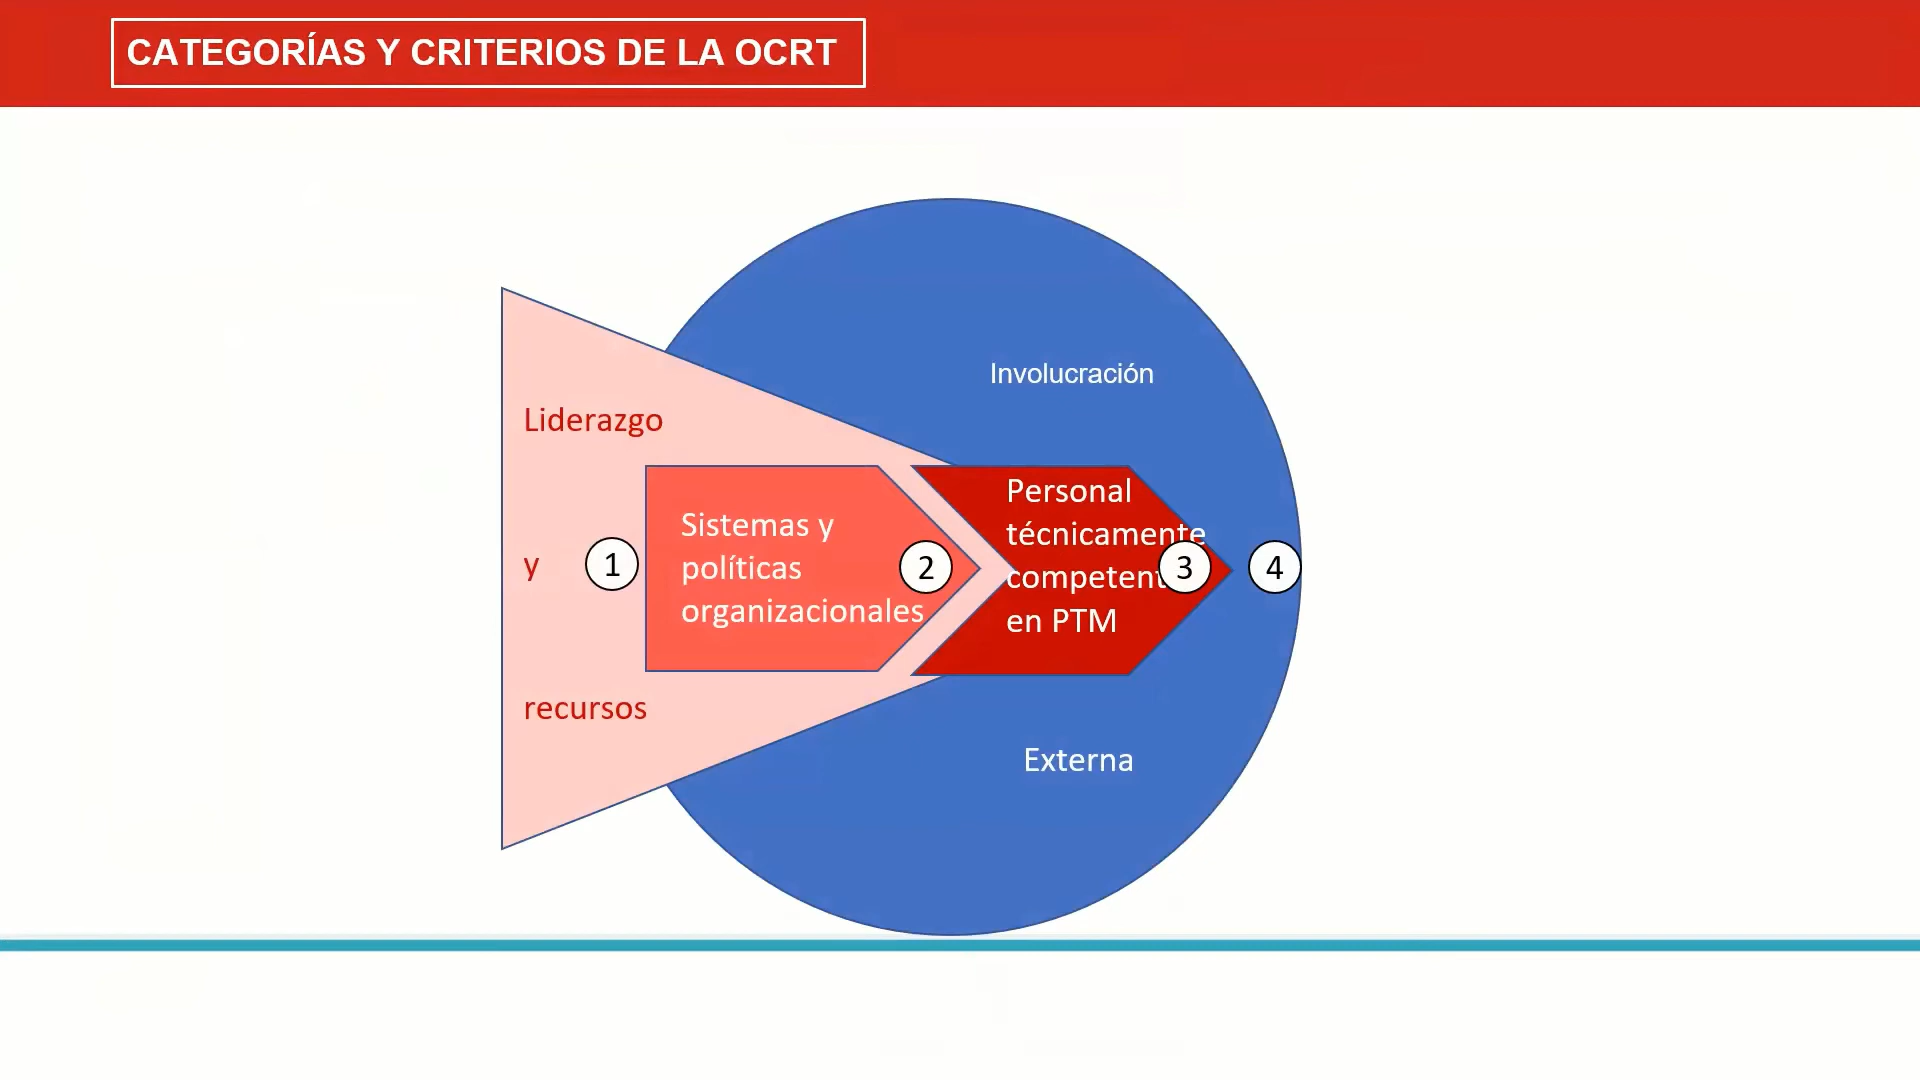 CATEGORÍAS Y CRITERIOS DE LA OCRT
Involucración
Liderazgo
y
recursos
1
Sistemas y
políticas
organizacionales
2
Personal
técnicamente
en PTM
3
4
Externa